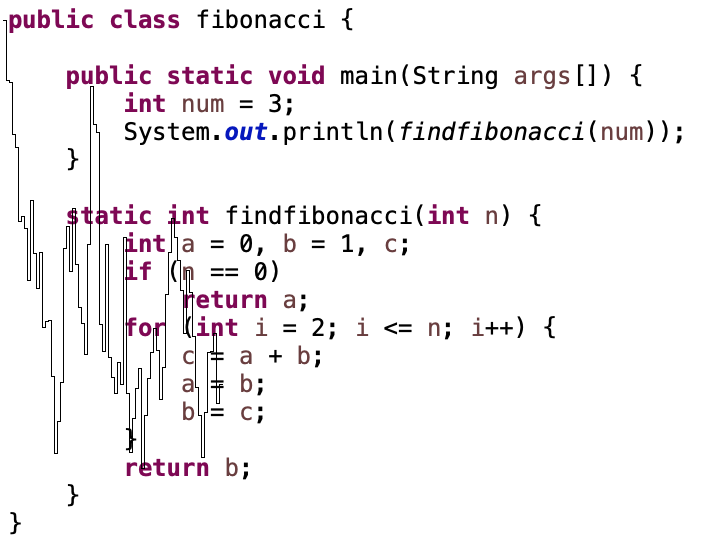 public class fibonacci {
public static void main(String args[]) {
int num = 3;
System.out.println(findfibonacci(num));
}
static int findfibonacci(int n) {
int a = 0, b = 1, c;
if (n == 0)
return a;
for (int i = 2; i <= n; i++) {
c = a + b;
a = b;
b = c;
}
return b;
}
}